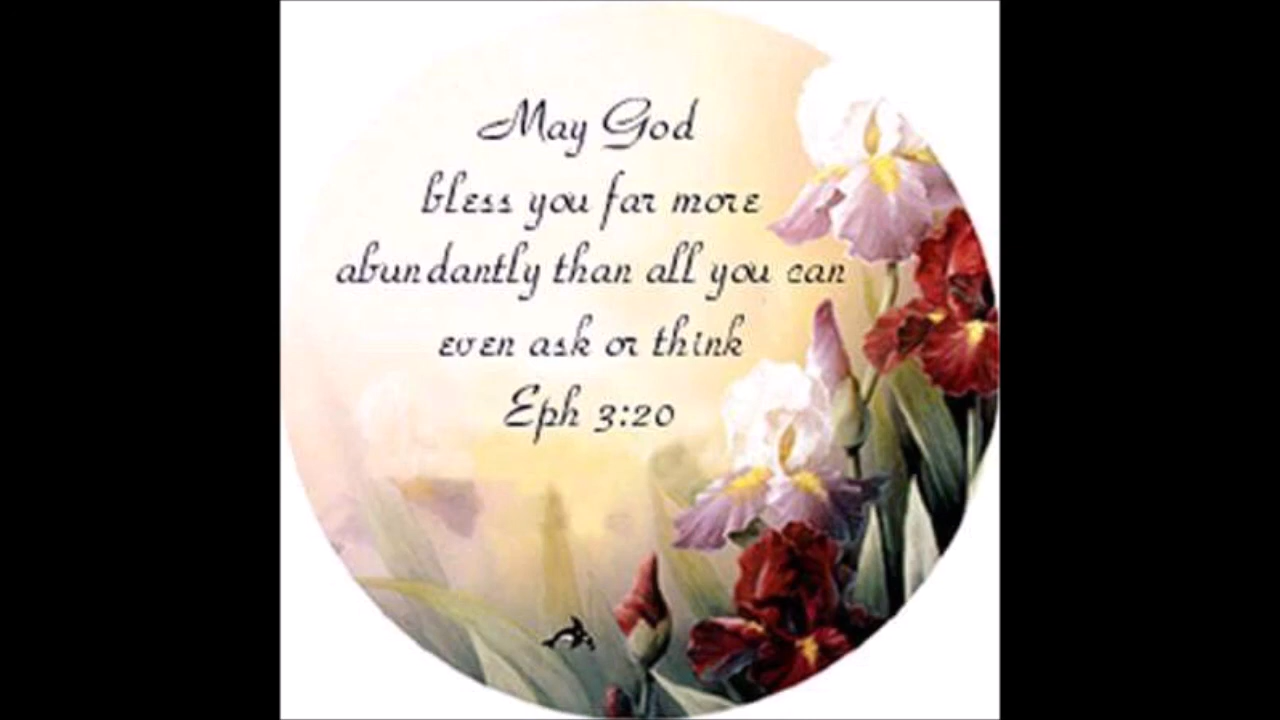 May God
bless you far more
abundantly than all you can
even ask or think
Eph 3:20